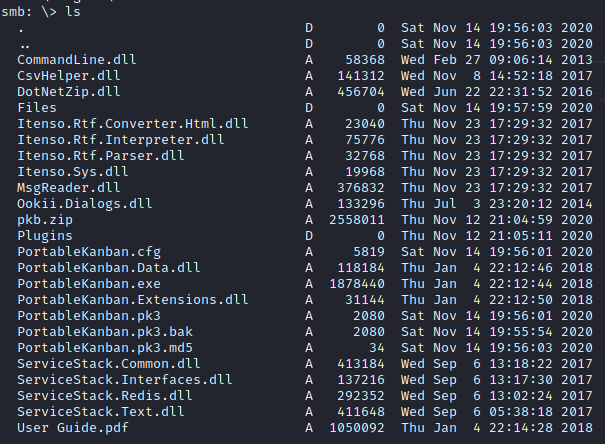 smb: \> ls
. D 0 Sat Nov 14 19:56:03 2020
.. D 0 Sat Nov 14 19:56:03 2020
CommandLine.dll A 58368 Wed Feb 27 09:06:14 2013
CsvHelper.dll A 141312 Wed Nov 8 14:52:18 2017
DotNetZip.dll A 456704 Wed Jun 22 22:31:52 2016
Files D 0 Sat Nov 14 19:57:59 2020
Itenso.Rtf.Converter.Html.dll A 23040 Thu Nov 23 17:29:32 2017
Itenso.Rtf.Interpreter.dll A 75776 Thu Nov 23 17:29:32 2017
Itenso.Rtf.Parser.dll A 32768 Thu Nov 23 17:29:32 2017
Itenso.Sys.dll A 19968 Thu Nov 23 17:29:32 2017
MsgReader.dll A 376832 Thu Nov 23 17:29:32 2017
Ookii.Dialogs.dll A 133296 Thu Jul 3 23:20:12 2014
pkb.zip A 2558011 Thu Nov 12 21:04:59 2020
Plugins D 0 Thu Nov 12 21:05:11 2020
PortableKanban.cfg A 5819 Sat Nov 14 19:56:01 2020
PortableKanban.Data.dll A 118184 Thu Jan 4 22:12:46 2018
PortableKanban.exe A 1878440 Thu Jan 4 22:12:44 2018
PortableKanban.Extensions.dll A 31144 Thu Jan 4 22:12:50 2018
PortableKanban.pk3 A 2080 Sat Nov 14 19:56:01 2020
PortableKanban.pk3.bak A 2080 Sat Nov 14 19:55:54 2020
PortableKanban.pk3.md5 A 34 Sat Nov 14 19:56:03 2020
ServiceStack.Common.dll A 413184 Wed Sep 6 13:18:22 2017
ServiceStack.Interfaces.dll A 137216 Wed Sep 6 13:17:30 2017
ServiceStack.Redis.dll A 292352 Wed Sep 6 13:02:24 2017
ServiceStack.Text.dll A 411648 Wed Sep 6 05:38:18 2017
User Guide.pdf A 1050092 Thu Jan 4 22:14:28 2018